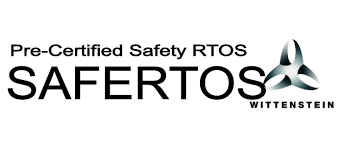 Pre-Certified Safety RTOS
SAFERTOS
WITTENSTEIN